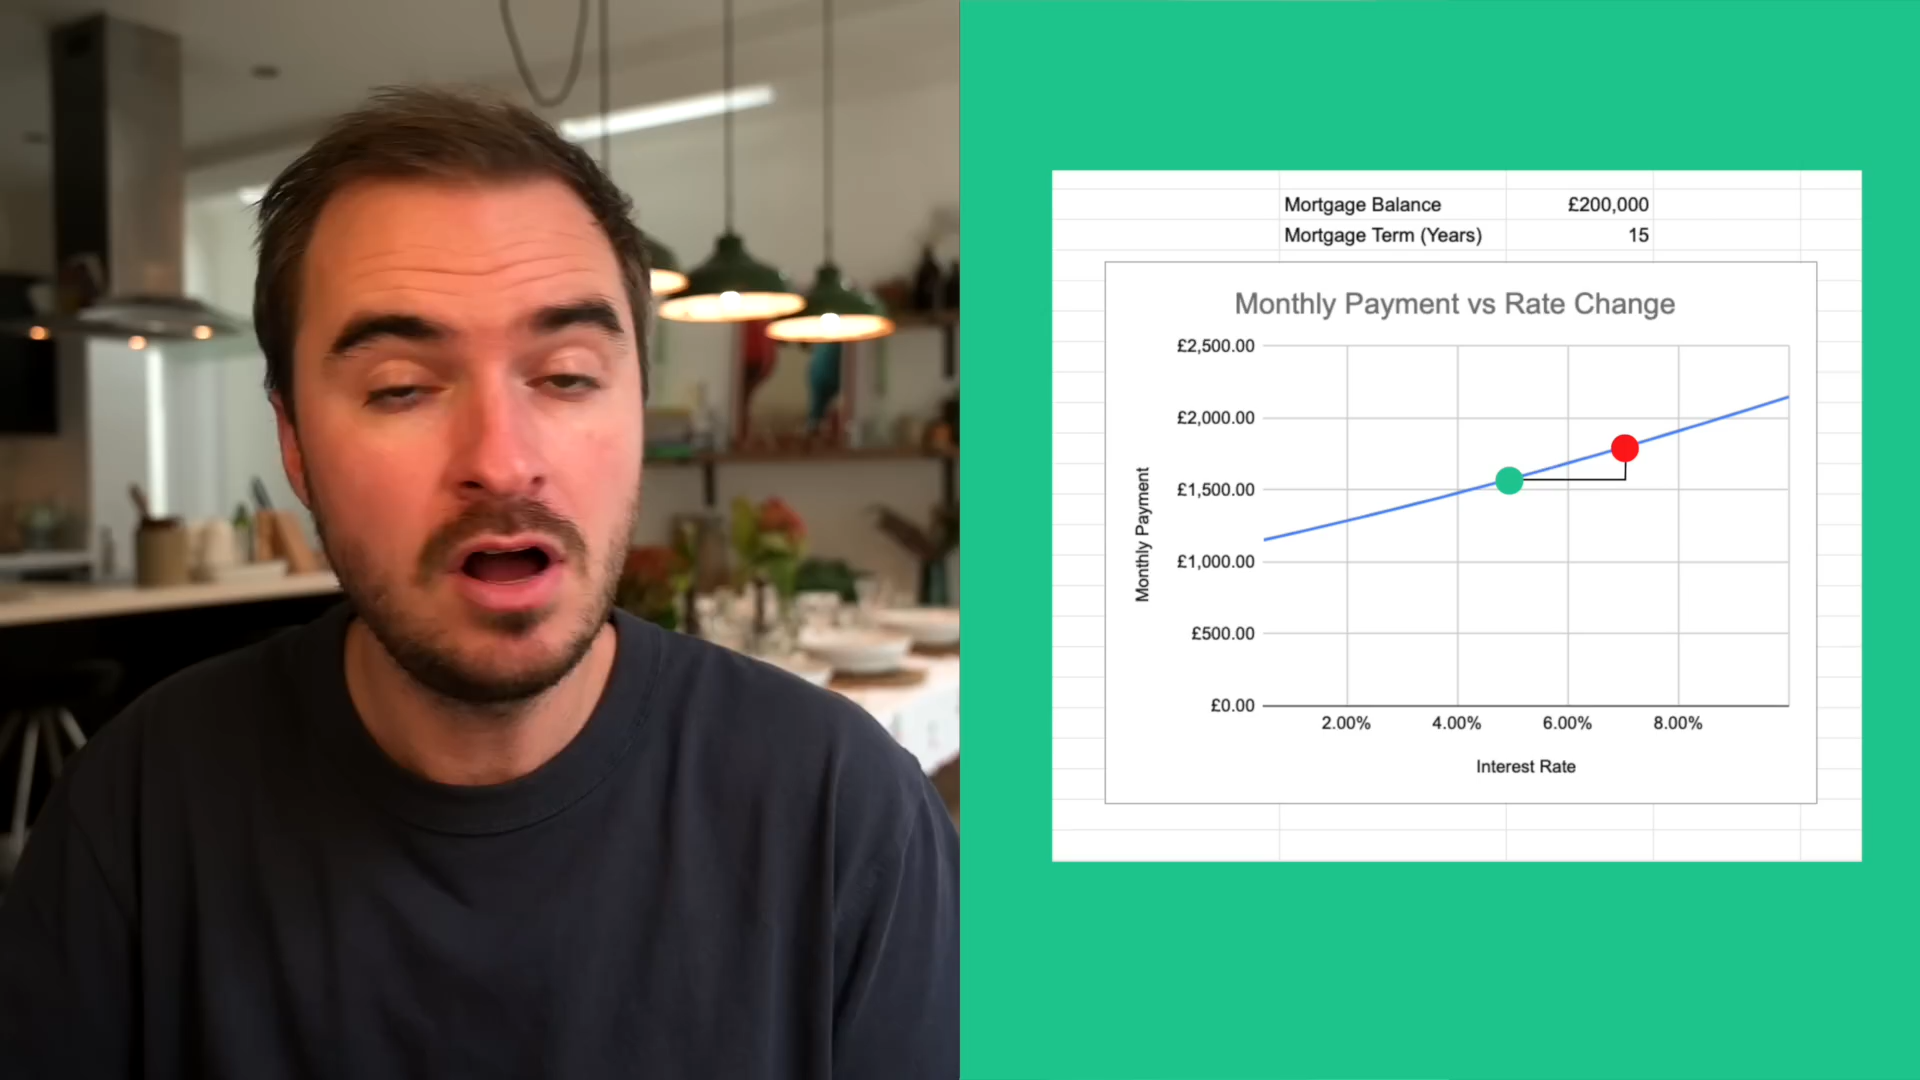 Mortgage Balance £200,000
Mortgage Term (Years) 15
Monthly Payment vs Rate Change
£2,500.00
£2,000.00
£1,500.00
£1,000.00
£500.00
£0.00
Monthly Payment
2.00% 4.00% 6.00% 8.00%
Interest Rate